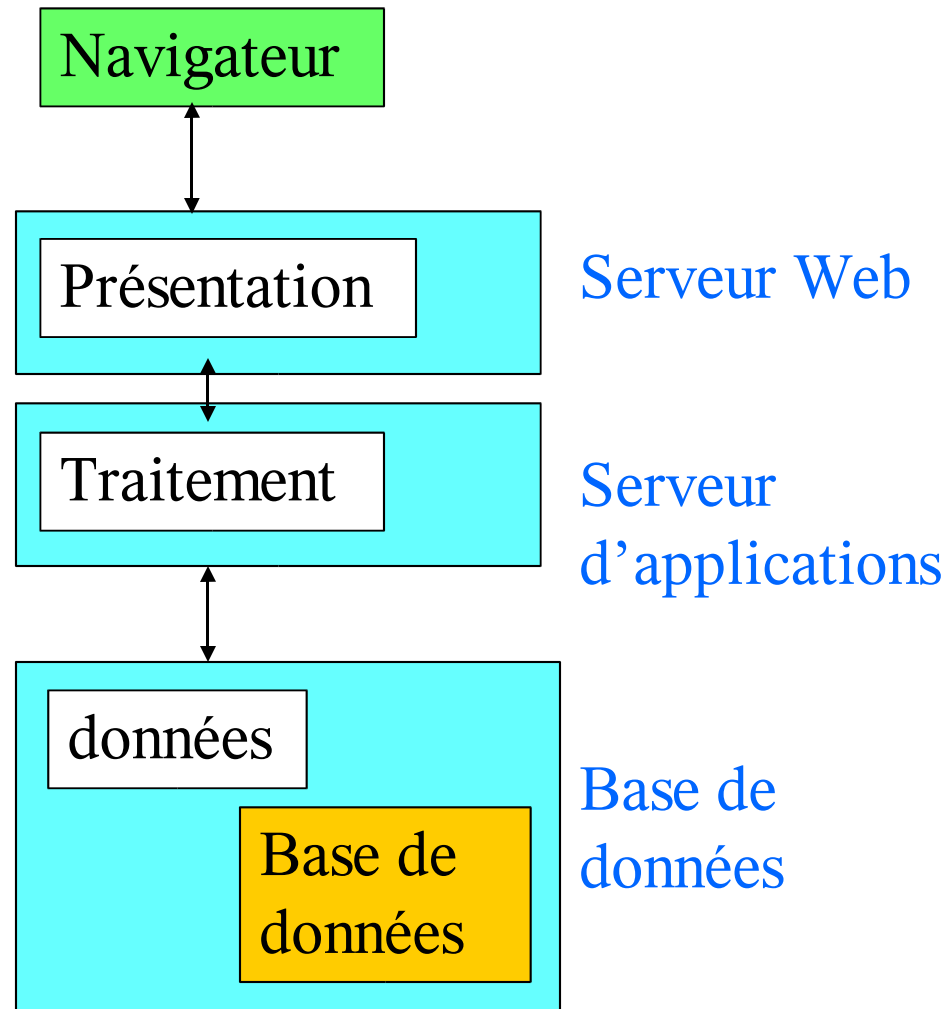 Navigateur
Présentation
Serveur Web
Traitement
Serveur
d’applications
données
Base de
données
Base de
données